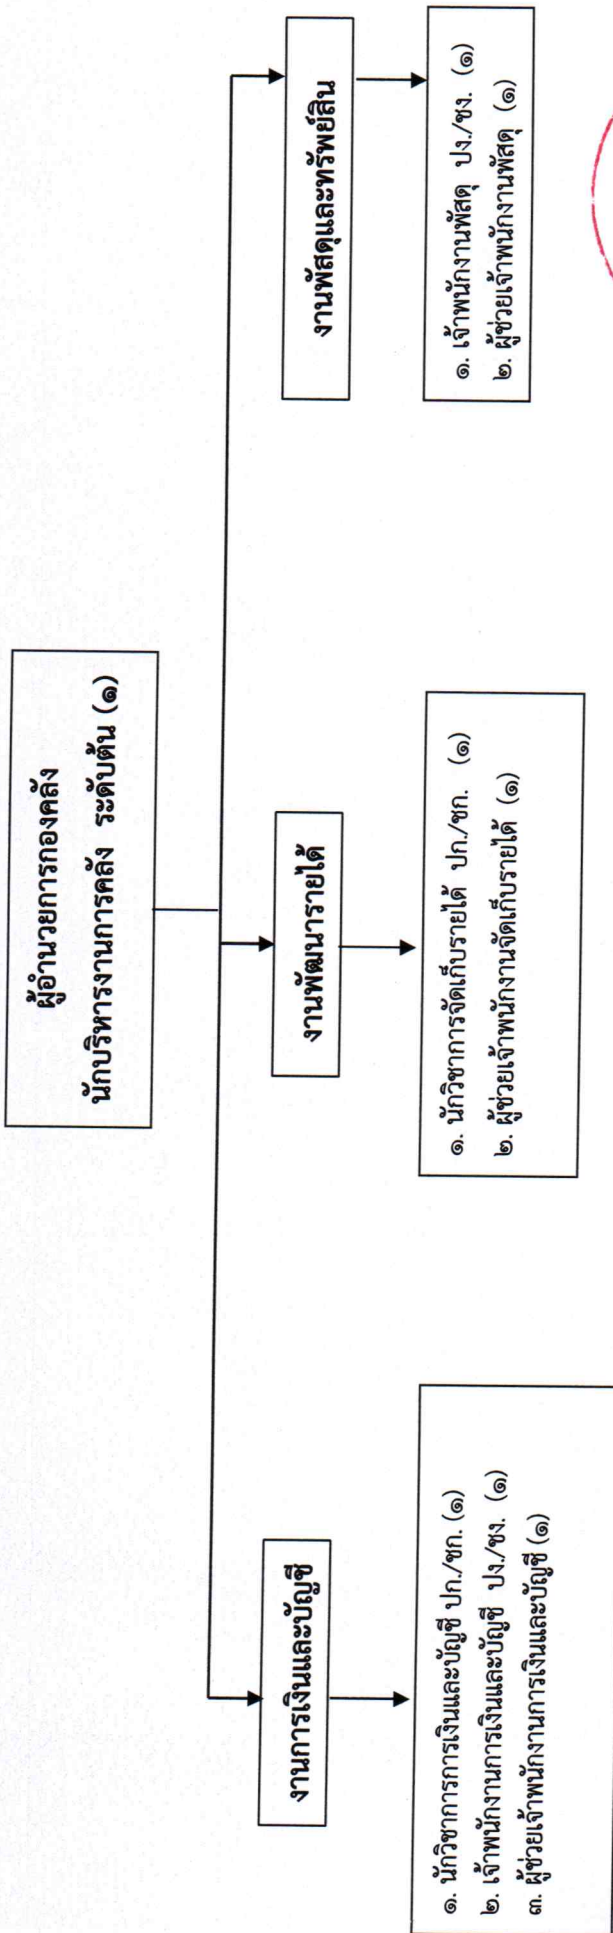 ผู้อำนวยการกองคลัง
นักบริหารงานการคลัง ระดับต้น (๑)
งานการเงินและบัญชี
งานพัฒนารายได้
งานพัสดุและทรัพย์สิน
๑. นักวิชาการการเงินและบัญชี ปก./ชก. (๑)
๒. เจ้าพนักงานการเงินและบัญชี ปง./ชง. (๑)
๓. ผู้ช่วยเจ้าพนักงานการเงินและบัญชี (๑)
๑. นักวิชาการจัดเก็บรายได้ ปก./ชก. (๑)
๒. ผู้ช่วยเจ้าพนักงานจัดเก็บรายได้ (๑)
๑. เจ้าพนักงานพัสดุ ปง./ชง. (๑)
๒. ผู้ช่วยเจ้าพนักงานพัสดุ (๑)